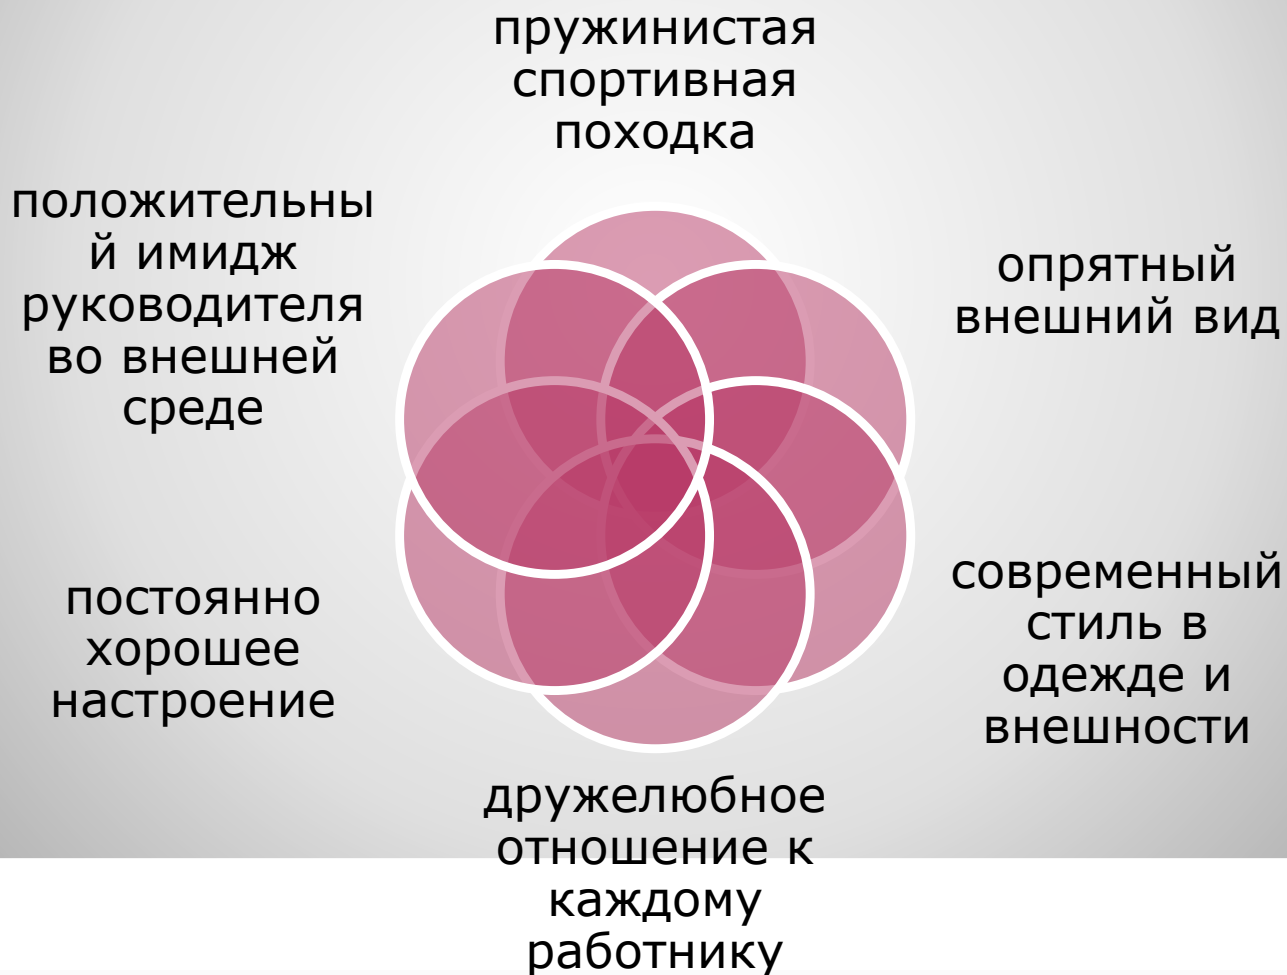 пружинистая
спортивная
походка
опрятный
внешний вид
современный
стиль в
одежде и
внешности
дружелюбное
отношение к
каждому
работнику
постоянно
хорошее
настроение
положительны
й имидж
руководителя
во внешней
среде